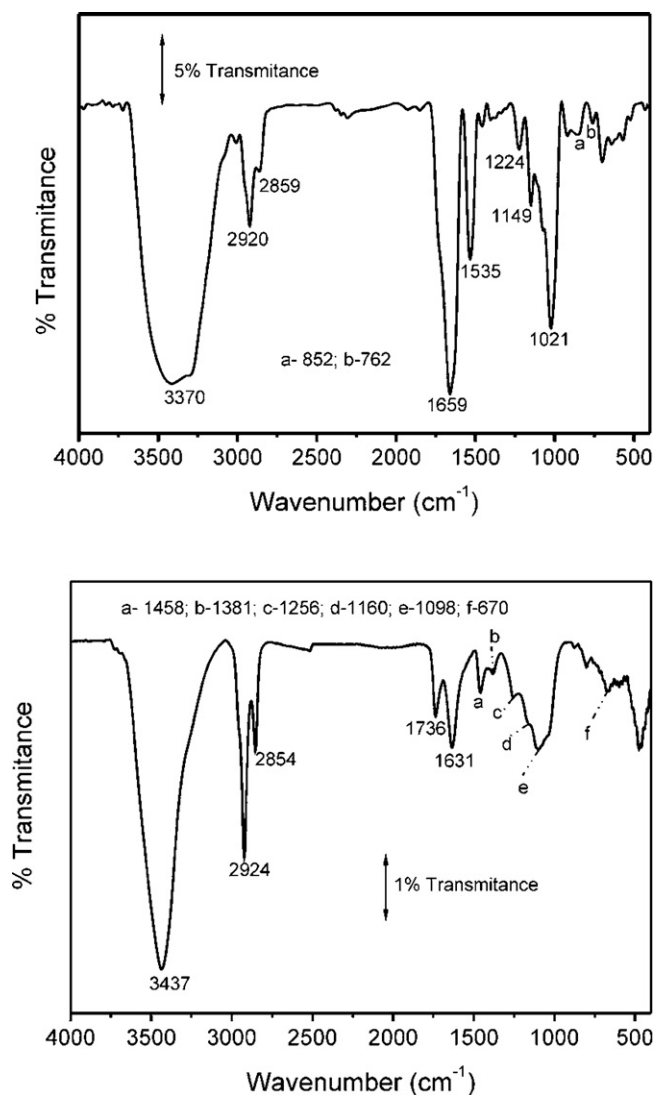 5% Transmitance
2859
1224
a
b
2920
1149
1535
1021
a- 852; b-762
3370
1659
% Transmitance
4000 3500 3000 2500 2000 1500 1000 500
Wavenumber (cm-1)
a- 1458; b-1381; c-1256; d-1160; e-1098; f-670
b
a
c
1736
d
f
2854
1631
e
2924
1% Transmitance
3437
% Transmitance
4000 3500 3000 2500 2000 1500 1000 500
Wavenumber (cm-1)